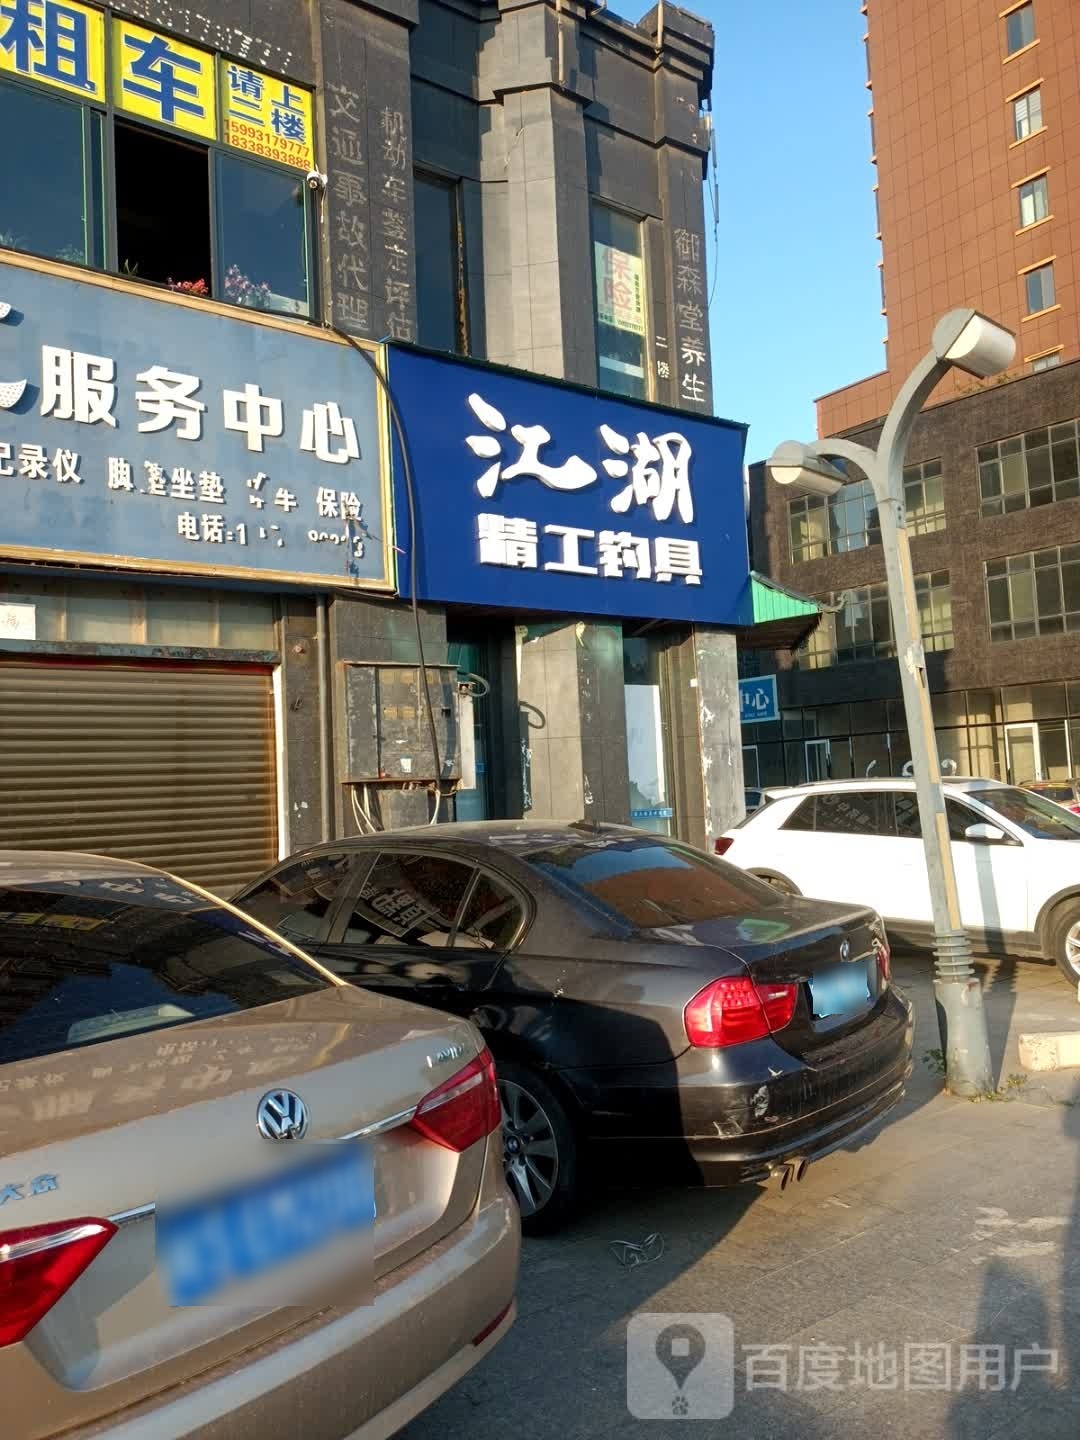 租车
请上二楼
15993179777
18338393888
交通事故代理
机动车鉴定评估
保险
御森堂养生
二楼
服务中心
记录仪 脚垫坐垫 保险
电话:1
江湖
精工钓具
中心
大众
百度地图用户